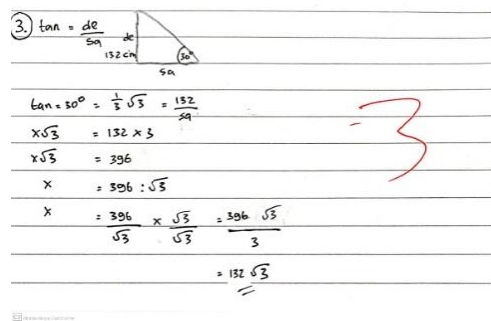 3. tan = de/sa
de
132 cm
30°
sa
tan = 30° = 1/3 √3 = 132/sa
x√3 = 132 × 3
x√3 = 396
x = 396 : √3
x = 396/√3 × √3/√3 = 396 √3/3
= 132 √3
-3